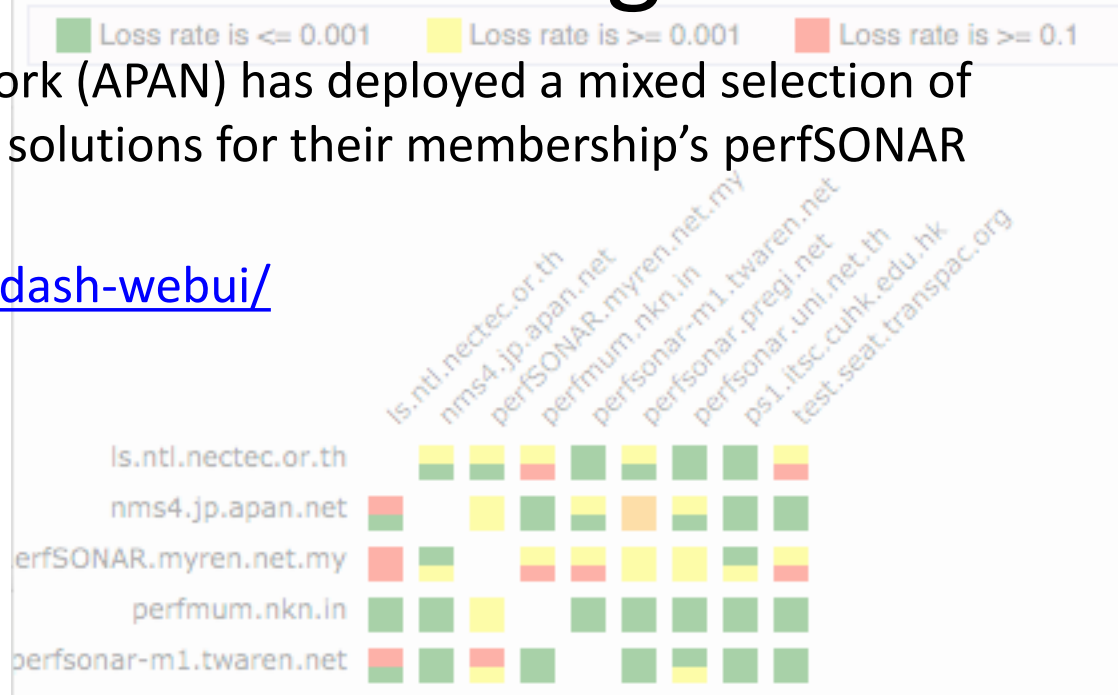 Loss rate is <= 0.001 Loss rate is >= 0.001 Loss rate is >= 0.1
ork (APAN) has deployed a mixed selection of
solutions for their membership’s perfSONAR
dash-webui/
ls.ntl.nectec.or.th
nms4.jp.apan.net
perfSONAR.myren.net.my
perfmum.nkn.in
perfsonar-m1.twaren.net
perfsonar.pregi.net
perfsonar.uni.net.th
ps1.itsc.cuhk.edu.hk
test.seat.transpac.org
ls.ntl.nectec.or.th
nms4.jp.apan.net
erfSONAR.myren.net.my
perfmum.nkn.in
perfsonar-m1.twaren.net